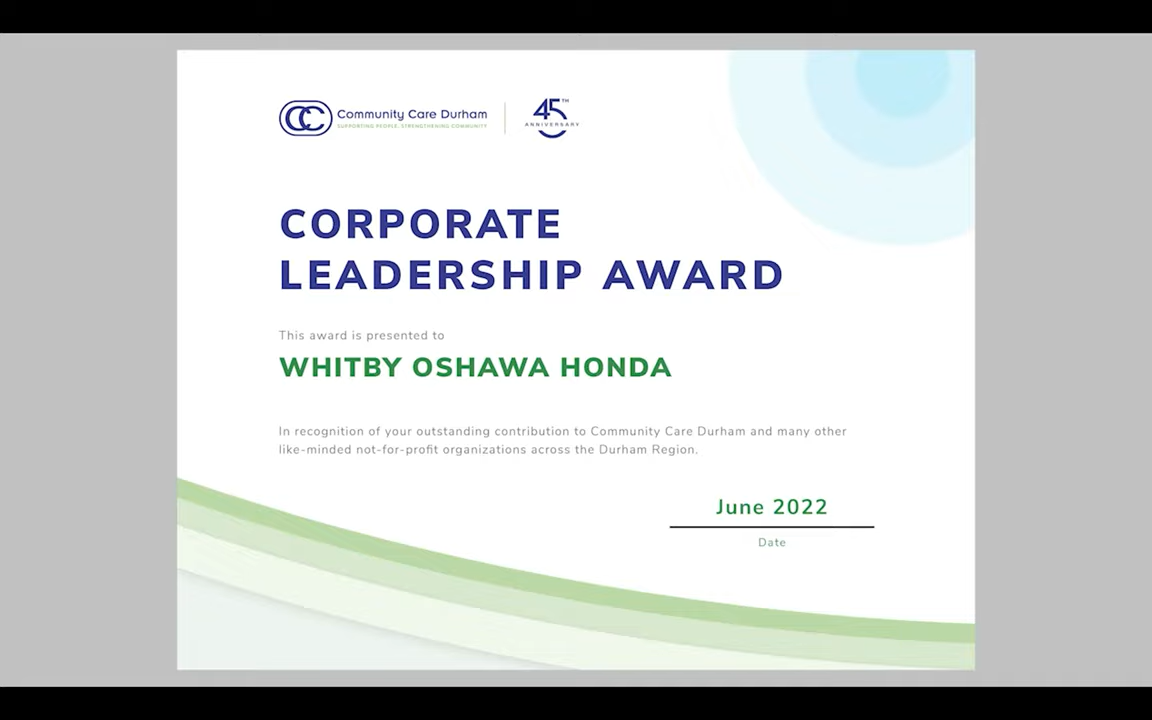 Community Care Durham
SUPPORTING PEOPLE, STRENGTHENING COMMUNITY
45TH
ANNIVERSARY
CORPORATE
LEADERSHIP AWARD
This award is presented to
WHITBY OSHAWA HONDA
In recognition of your outstanding contribution to Community Care Durham and many other
like-minded not-for-profit organizations across the Durham Region.
June 2022
Date